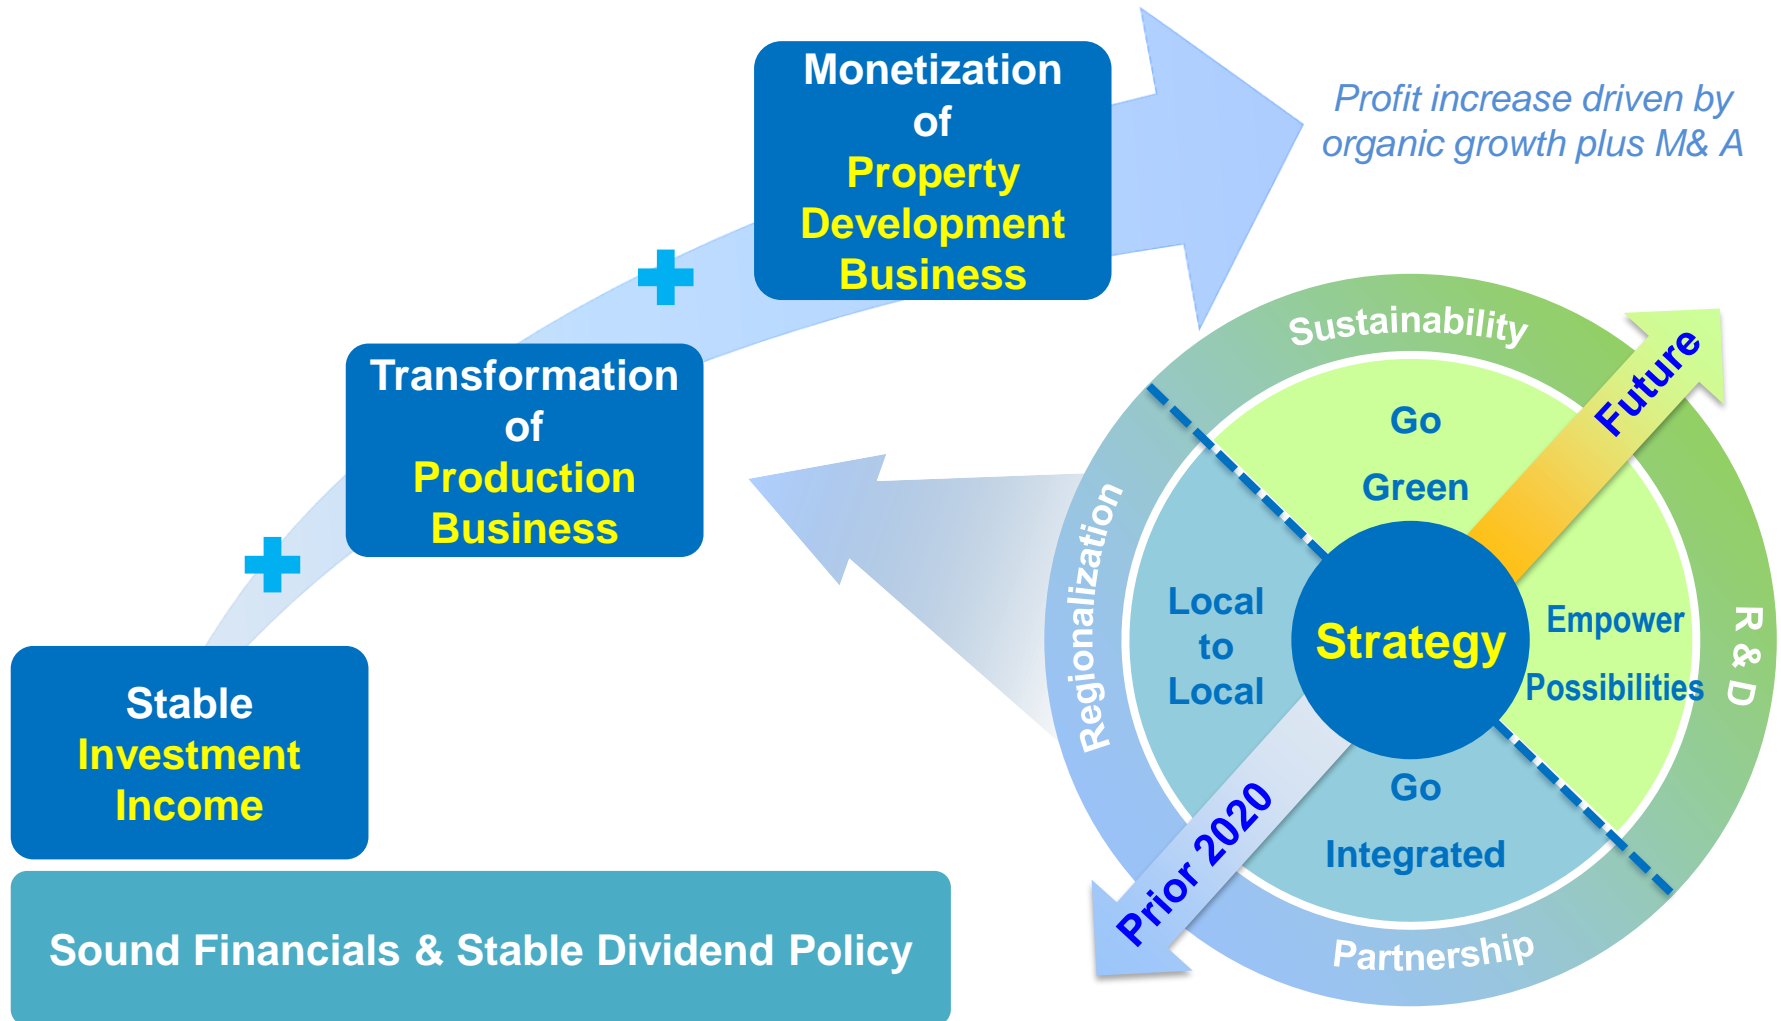 Monetization
of
Property
Development
Business
Profit increase driven by
organic growth plus M& A
Transformation
of
Production
Business
Stable
Investment
Income
Sound Financials & Stable Dividend Policy
Sustainability
Future
Go
Green
Regionalization
Local
to
Local
Strategy
Empower
Possibilities
R & D
Go
Integrated
Prior 2020
Partnership